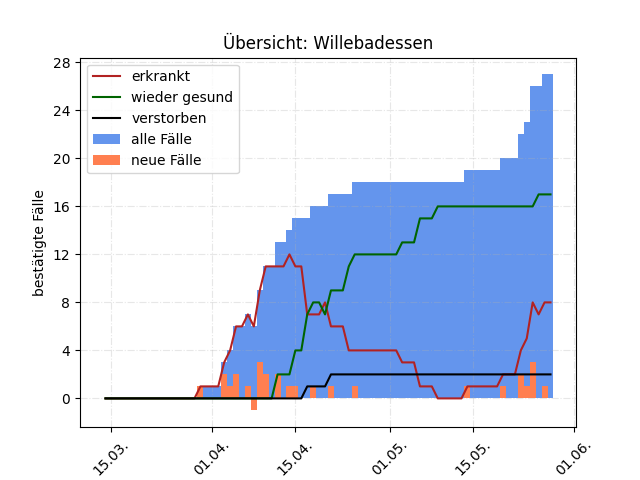 Übersicht: Willebadessen
erkrankt
wieder gesund
verstorben
alle Fälle
neue Fälle
bestätigte Fälle
28
24
20
16
12
8
4
0
15.03.
01.04.
15.04.
01.05.
15.05.
01.06.